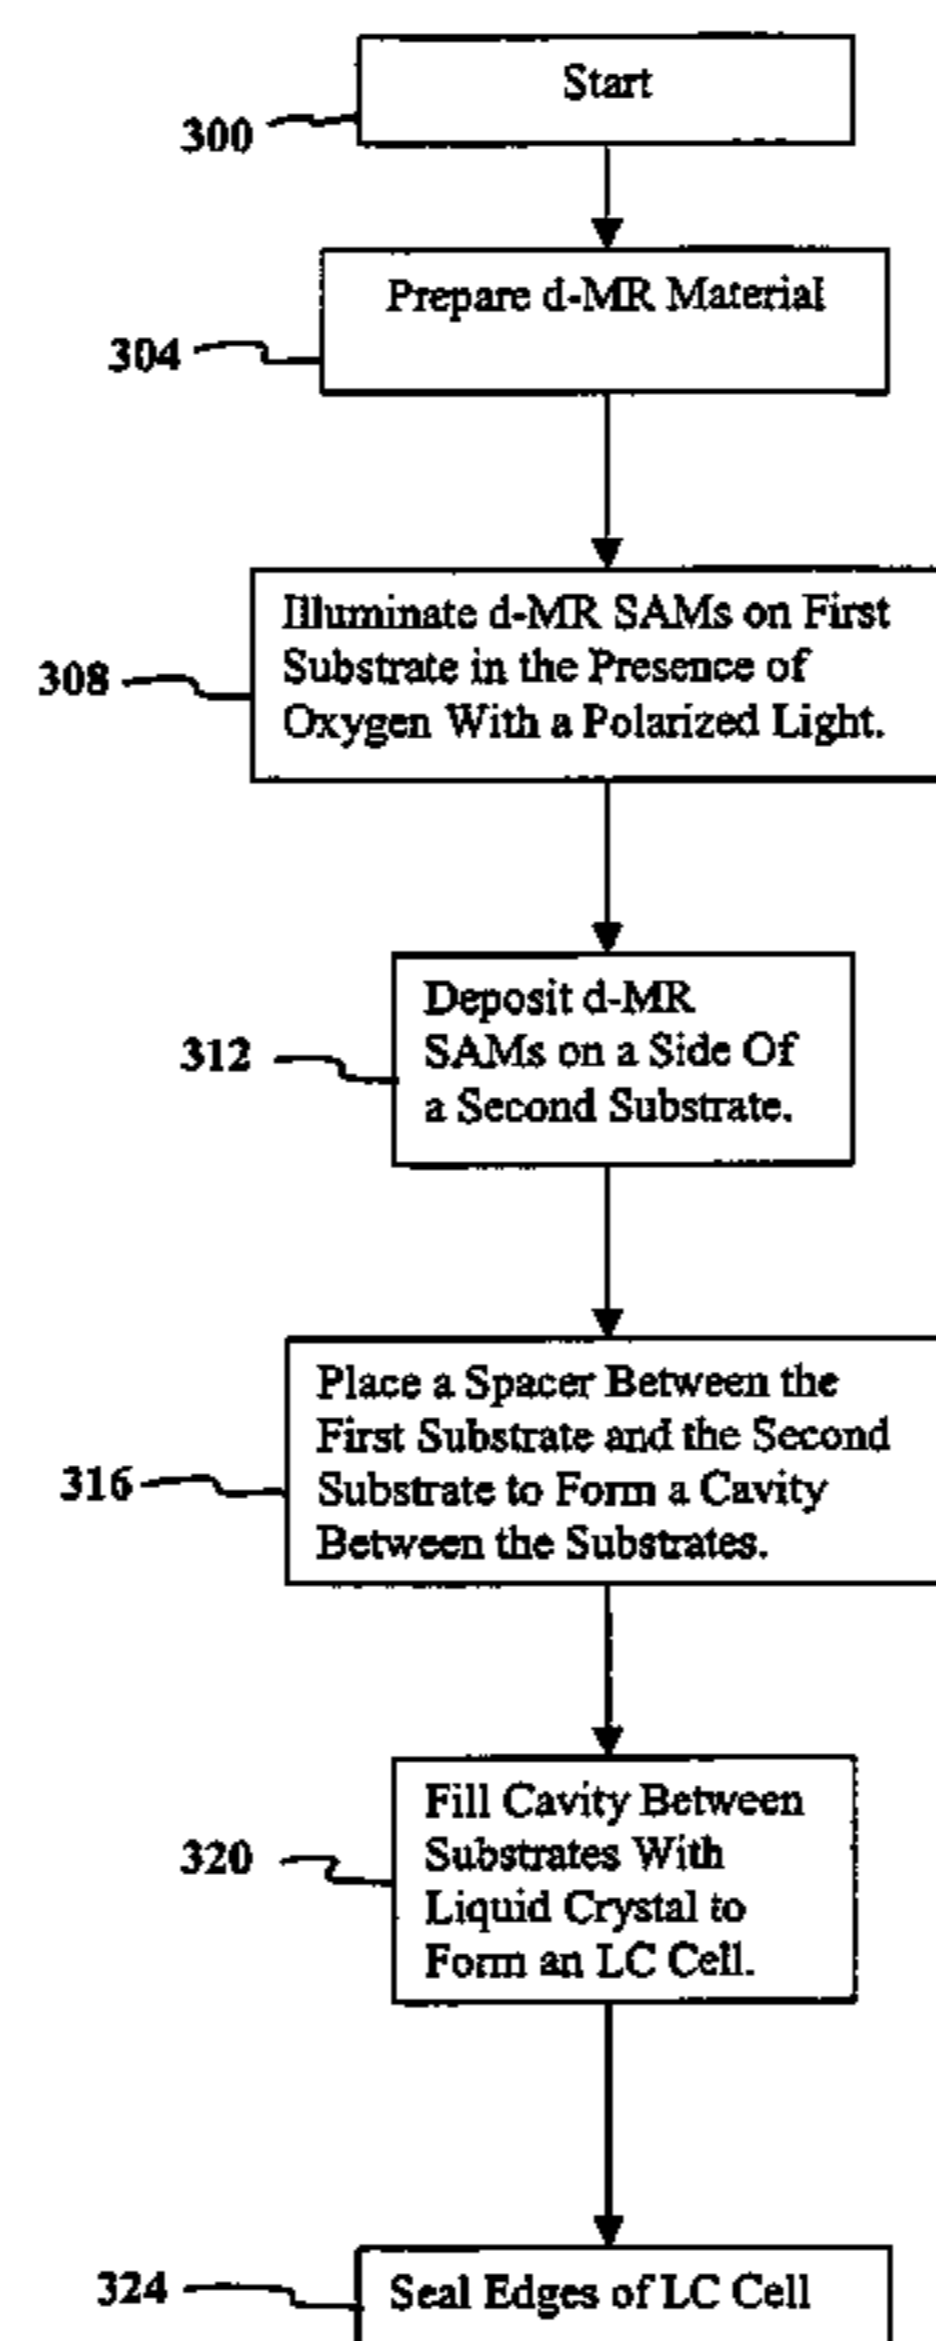 Start
300
Prepare d-MR Material
304
Illuminate d-MR SAMs on First
Substrate in the Presence of
Oxygen With a Polarized Light.
308
Deposit d-MR
SAMs on a Side Of
a Second Substrate.
312
Place a Spacer Between the
First Substrate and the Second
Substrate to Form a Cavity
Between the Substrates.
316
Fill Cavity Between
Substrates With
Liquid Crystal to
Form an LC Cell.
320
Seal Edges of LC Cell
324